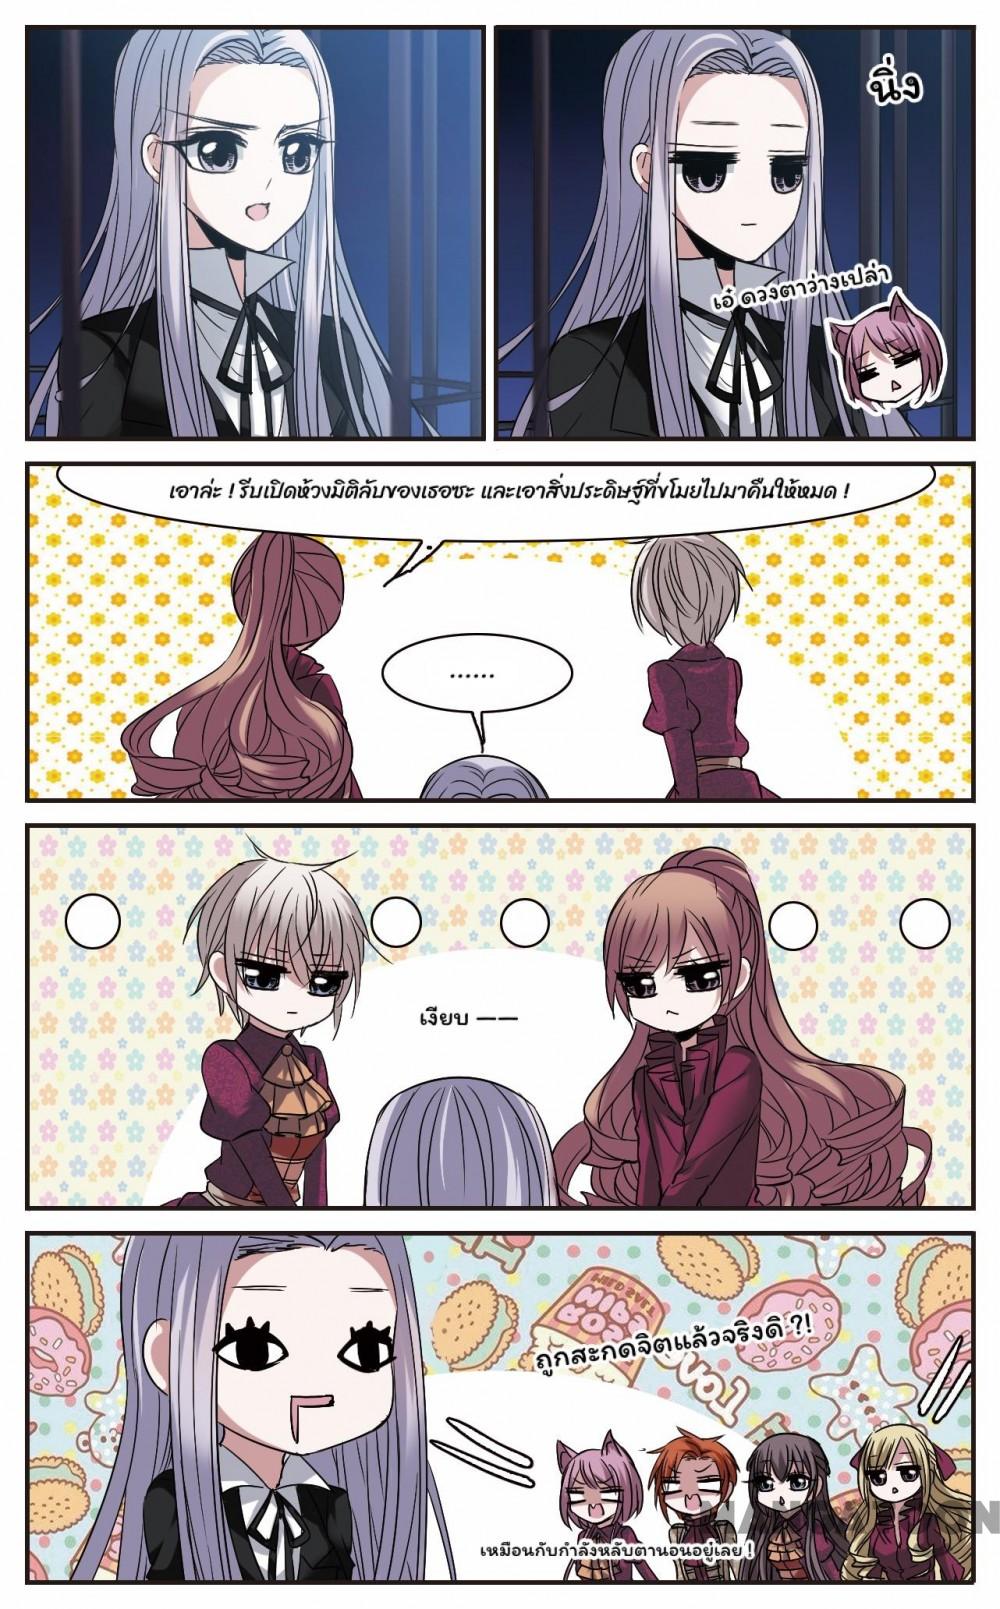 นิ่ง
เอ๋ ดวงตาว่างเปล่า
เอาล่ะ ! รีบเปิดห้วงมิติลับของเธอซะ และเอาสิ่งประดิษฐ์ที่ขโมยไปมาคืนให้หมด !
......
เงียบ ——
ถูกสะกดจิตแล้วจริงดิ ?!
No.1
เหมือนกับกำลังหลับตานอนอยู่เลย !